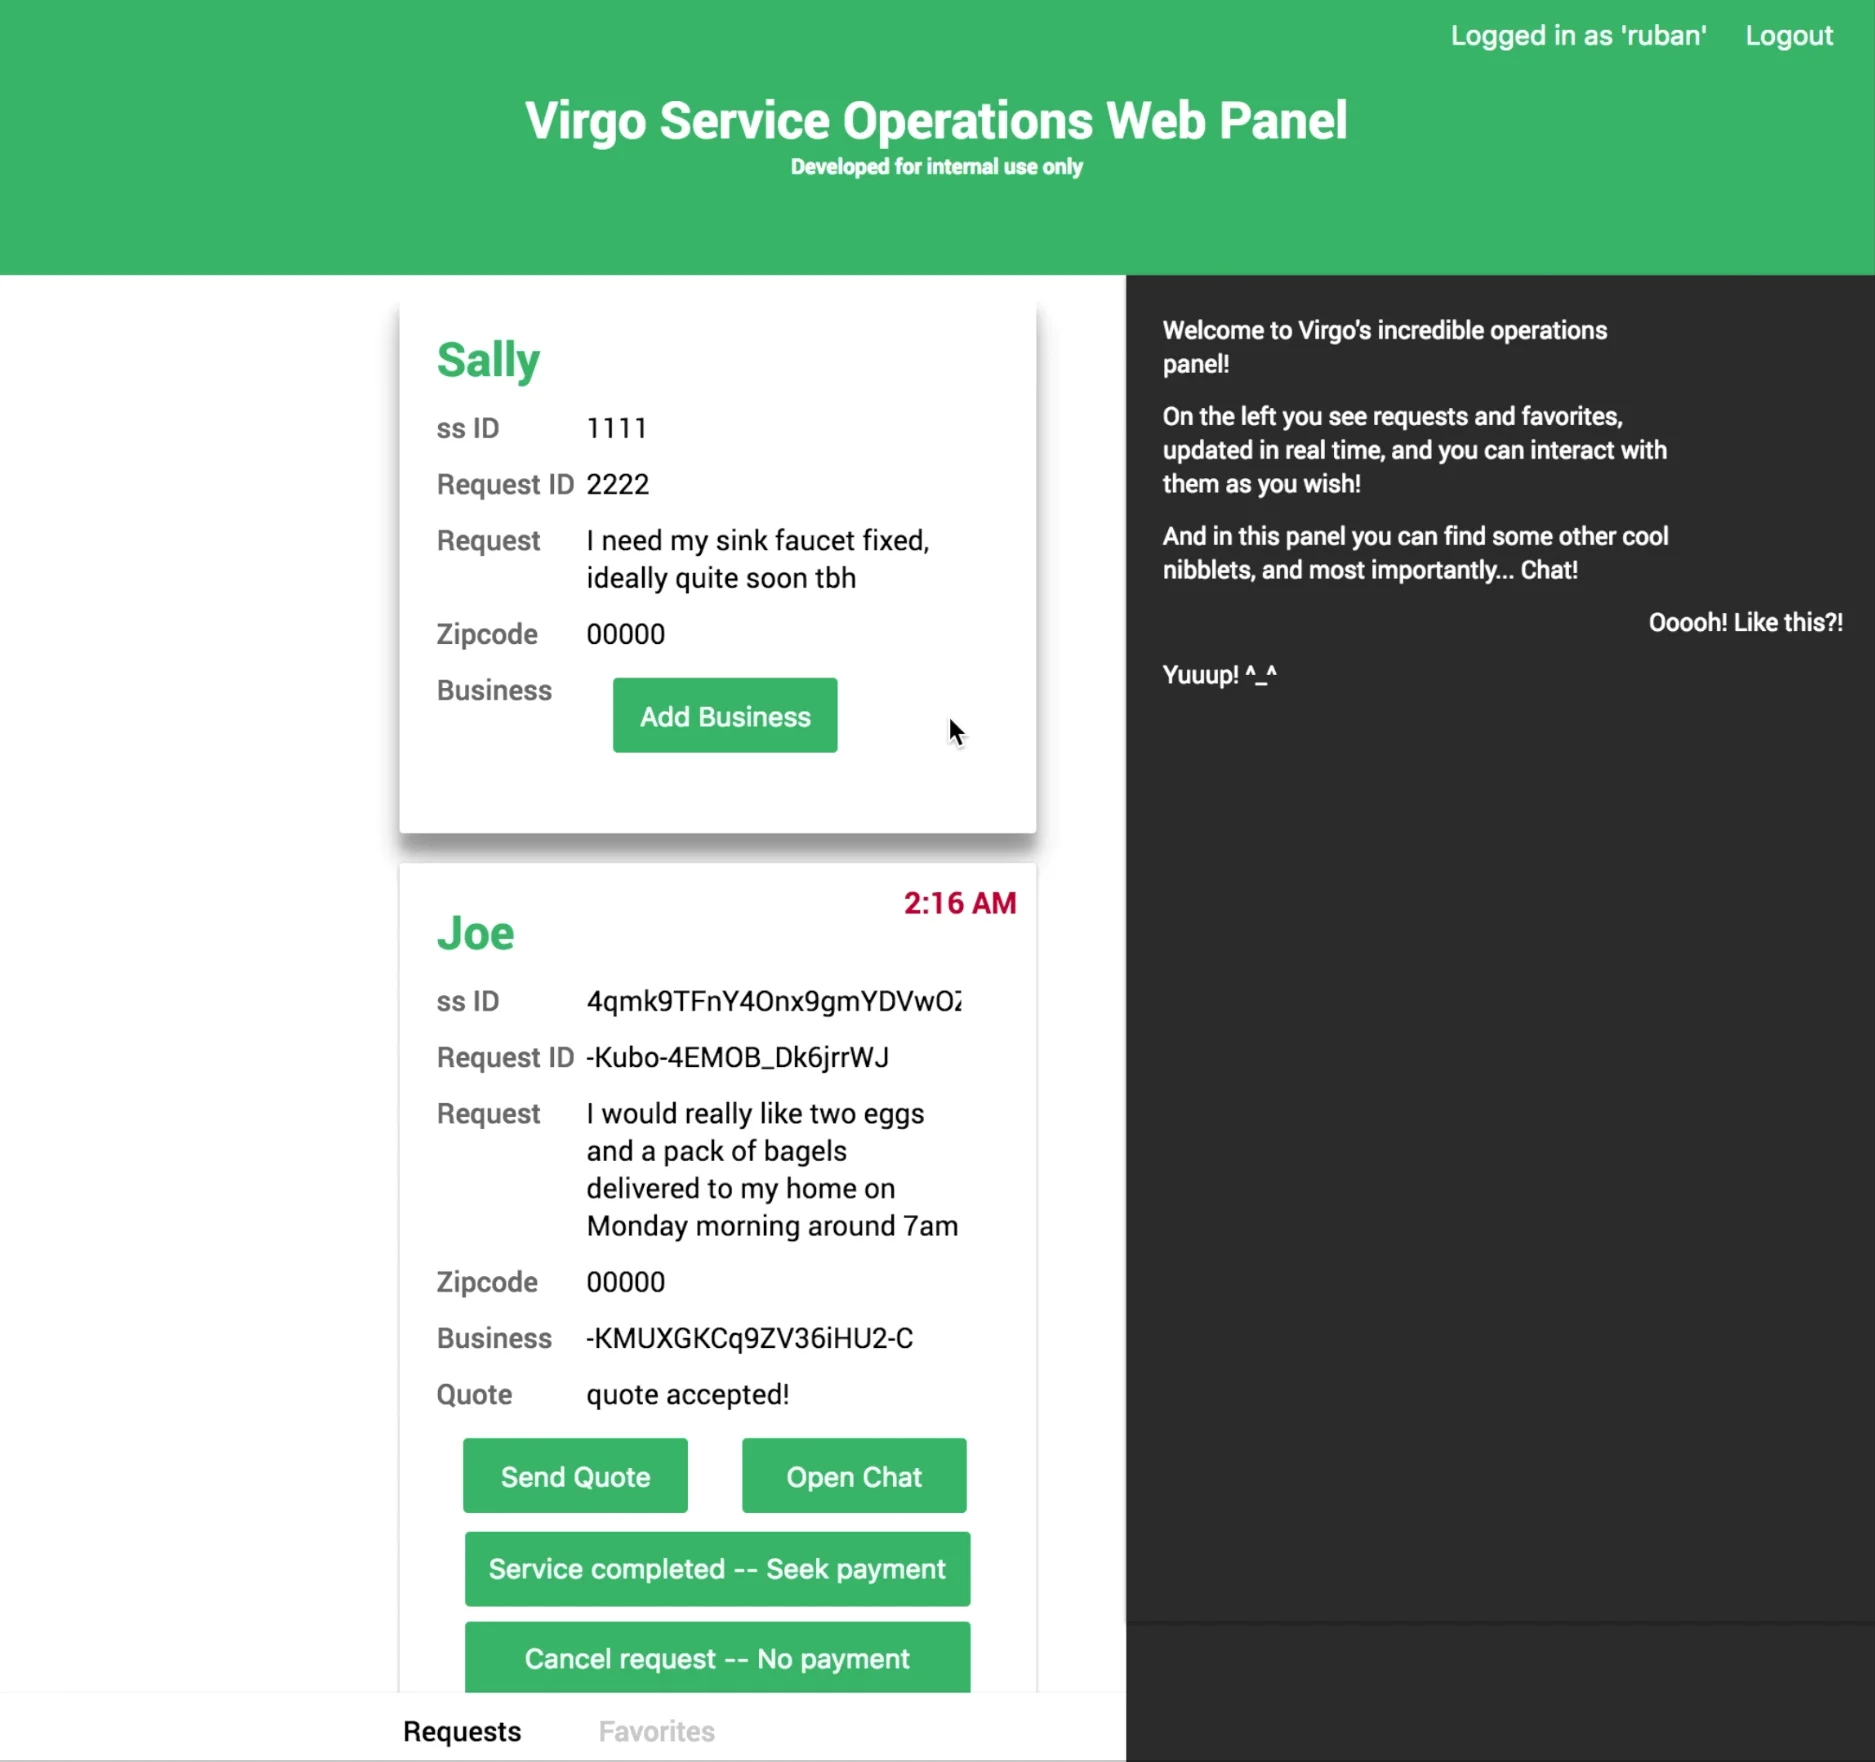 Logged in as 'ruban' Logout
Virgo Service Operations Web Panel
Developed for internal use only
Sally
ss ID 1111
Request ID 2222
Request I need my sink faucet fixed,
ideally quite soon tbh
Zipcode 00000
Business Add Business
2:16 AM
Joe
ss ID 4qmk9TFnY4Onx9gmYDVwOZ
Request ID -Kubo-4EMOB_Dk6jrrWJ
Request I would really like two eggs
and a pack of bagels
delivered to my home on
Monday morning around 7am
Zipcode 00000
Business -KMUXGKCq9ZV36iHU2-C
Quote quote accepted!
Send Quote Open Chat
Service completed -- Seek payment
Cancel request -- No payment
Requests Favorites
Welcome to Virgo's incredible operations
panel!
On the left you see requests and favorites,
updated in real time, and you can interact with
them as you wish!
And in this panel you can find some other cool
nibblets, and most importantly... Chat!
Ooooh! Like this?!
Yuuup! ^_^